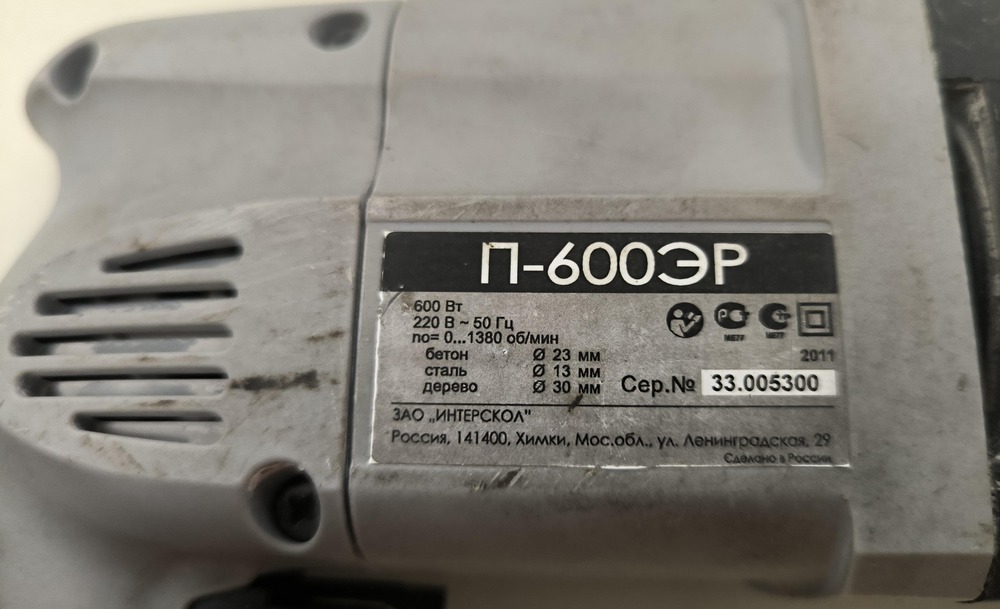 П-600ЭР
600 Вт
220 В ~ 50 Гц
no= 0...1380 об/мин
бетон Ø 23 мм
сталь Ø 13 мм
дерево Ø 30 мм
2011
Сер.№ 33.005300
ЗАО „ИНТЕРСКОЛ"
Россия, 141400, Химки, Мос.обл., ул. Ленинградская, 29
Сделано в России